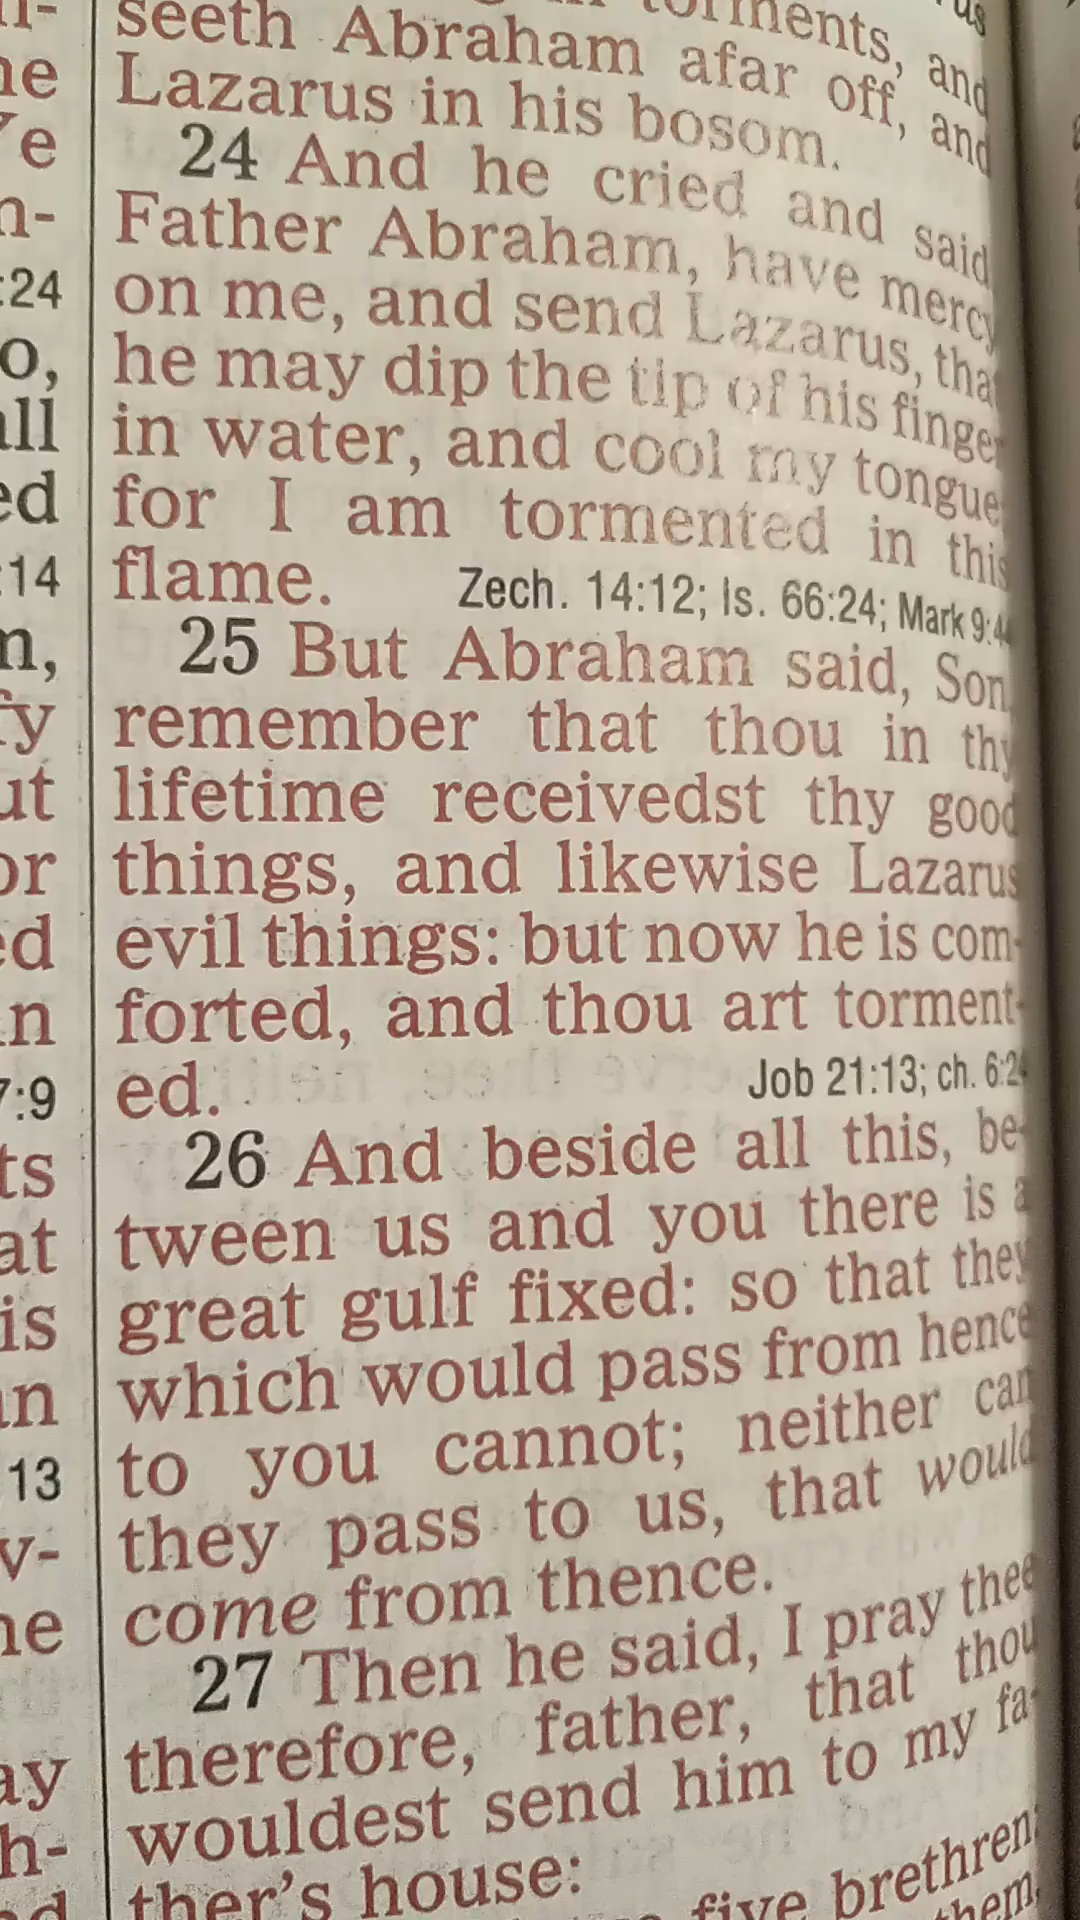 seeth Abraham afar off, and
Lazarus in his bosom.
24 And he cried and said
Father Abraham, have mercy
on me, and send Lazarus, tha
he may dip the tip of his finger
in water, and cool my tongue
for I am tormented in this
flame. Zech. 14:12; Is. 66:24; Mark 9:4
25 But Abraham said, Son
remember that thou in thy
lifetime receivedst thy good
things, and likewise Lazarus
evil things: but now he is com-
forted, and thou art torment-
ed. Job 21:13; ch. 6:2
26 And beside all this, be-
tween us and you there is a
great gulf fixed: so that they
which would pass from hence
to you cannot; neither can
they pass to us, that would
come from thence.
27 Then he said, I pray thee
therefore, father, that thou
wouldest send him to my fa-
ther's house:
five brethren;
them,